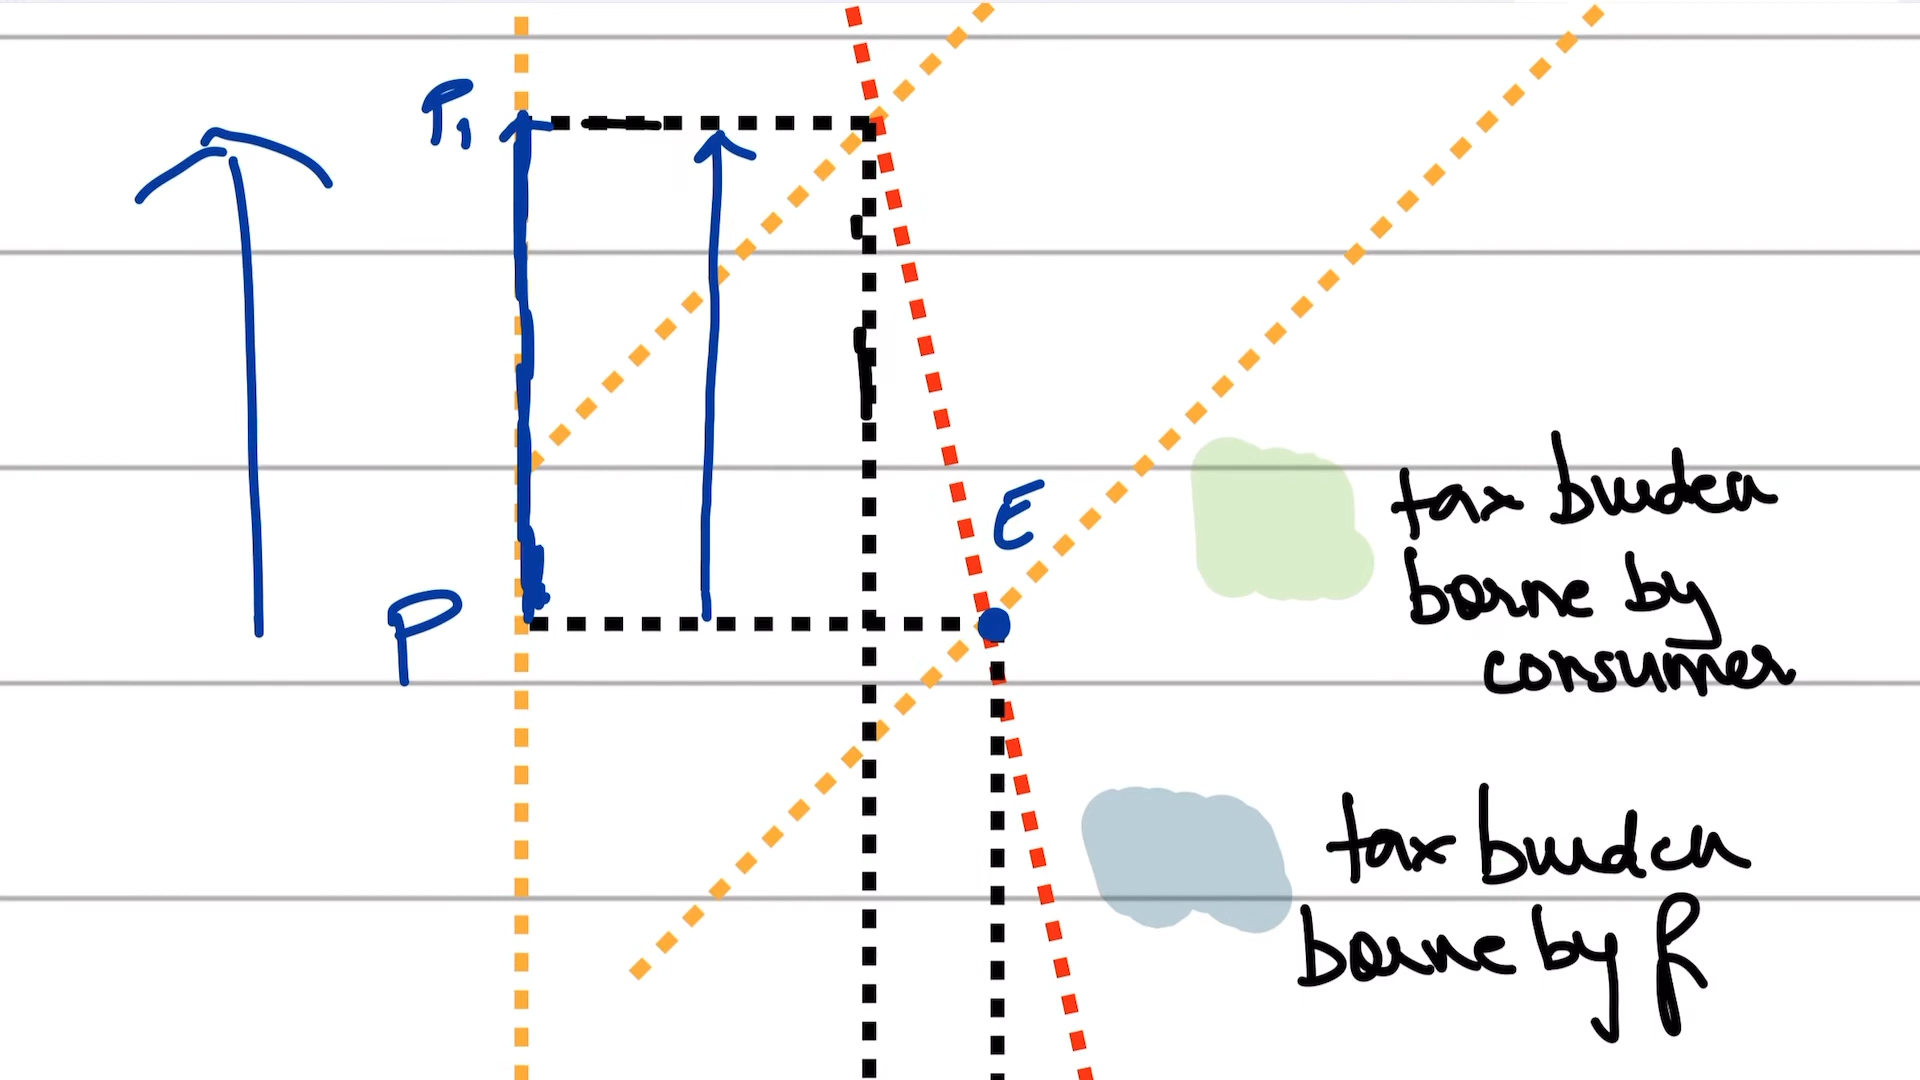 P1
E
P
tax burden
borne by
consumer
tax burden
borne by